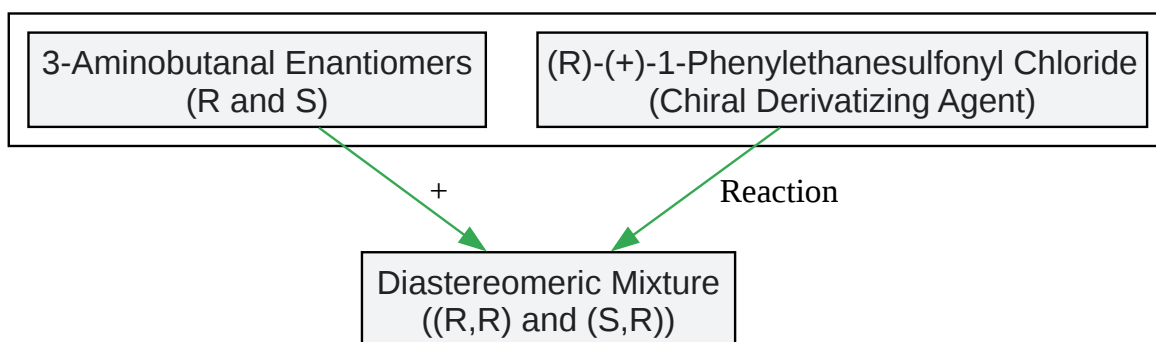 3-Aminobutanal Enantiomers
(R and S)
(R)-(+)-1-Phenylethanesulfonyl Chloride
(Chiral Derivatizing Agent)
+
Reaction
Diastereomeric Mixture
((R,R) and (S,R))